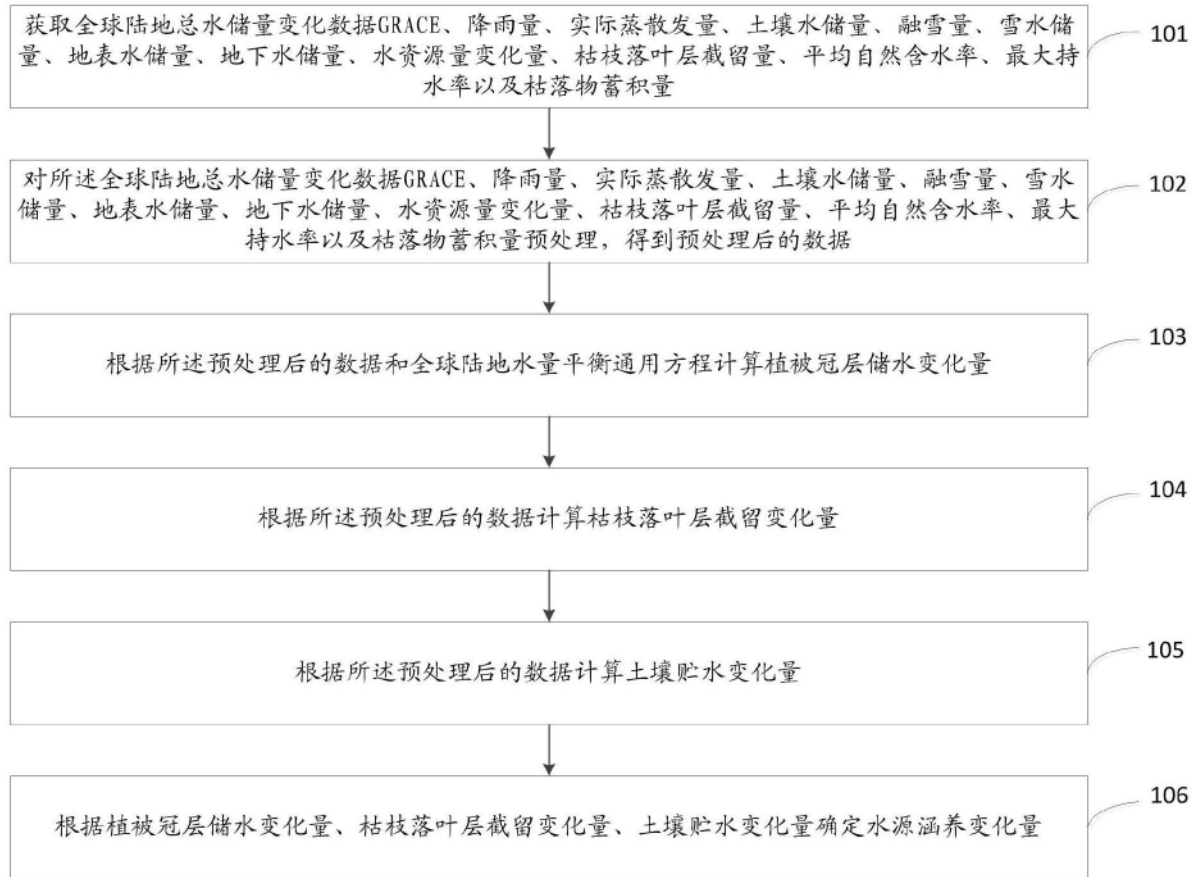 获取全球陆地总水储量变化数据GRACE、降雨量、实际蒸散发量、土壤水储量、融雪量、雪水储
量、地表水储量、地下水储量、水资源量变化量、枯枝落叶层截留量、平均自然含水率、最大持
水率以及枯落物蓄积量
101
对所述全球陆地总水储量变化数据GRACE、降雨量、实际蒸散发量、土壤水储量、融雪量、雪水
储量、地表水储量、地下水储量、水资源量变化量、枯枝落叶层截留量、平均自然含水率、最大
持水率以及枯落物蓄积量预处理，得到预处理后的数据
102
根据所述预处理后的数据和全球陆地水量平衡通用方程计算植被冠层储水变化量
103
根据所述预处理后的数据计算枯枝落叶层截留变化量
104
根据所述预处理后的数据计算土壤贮水变化量
105
根据植被冠层储水变化量、枯枝落叶层截留变化量、土壤贮水变化量确定水源涵养变化量
106